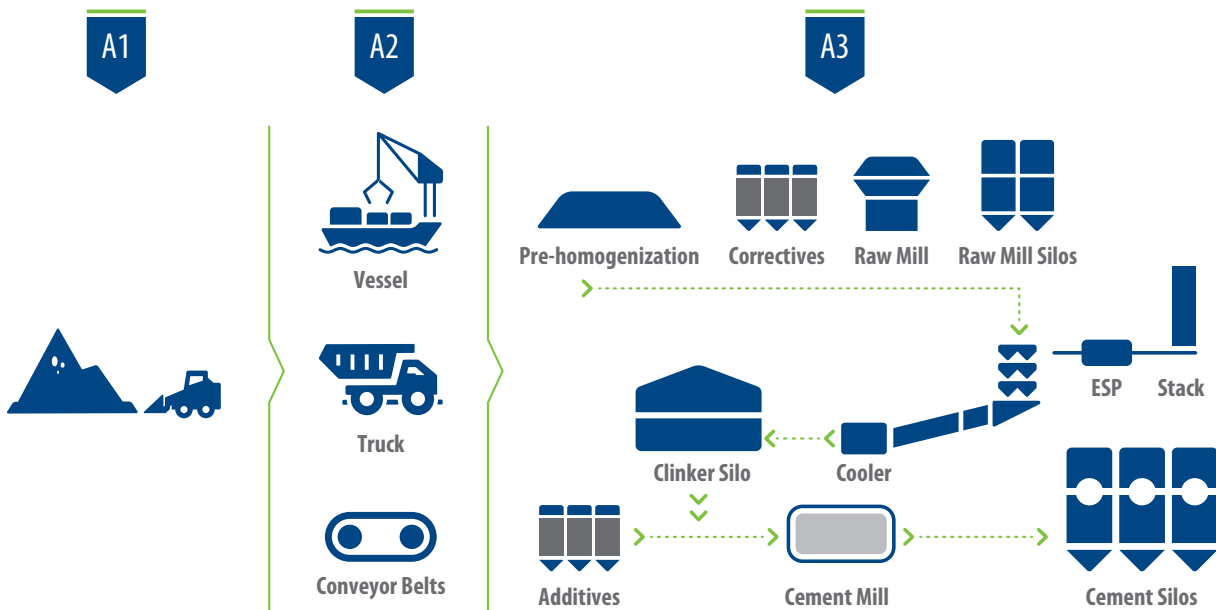 A1
A2
A3
Vessel
Truck
Conveyor Belts
Pre-homogenization
Correctives
Raw Mill
Raw Mill Silos
ESP
Stack
Clinker Silo
Cooler
Additives
Cement Mill
Cement Silos